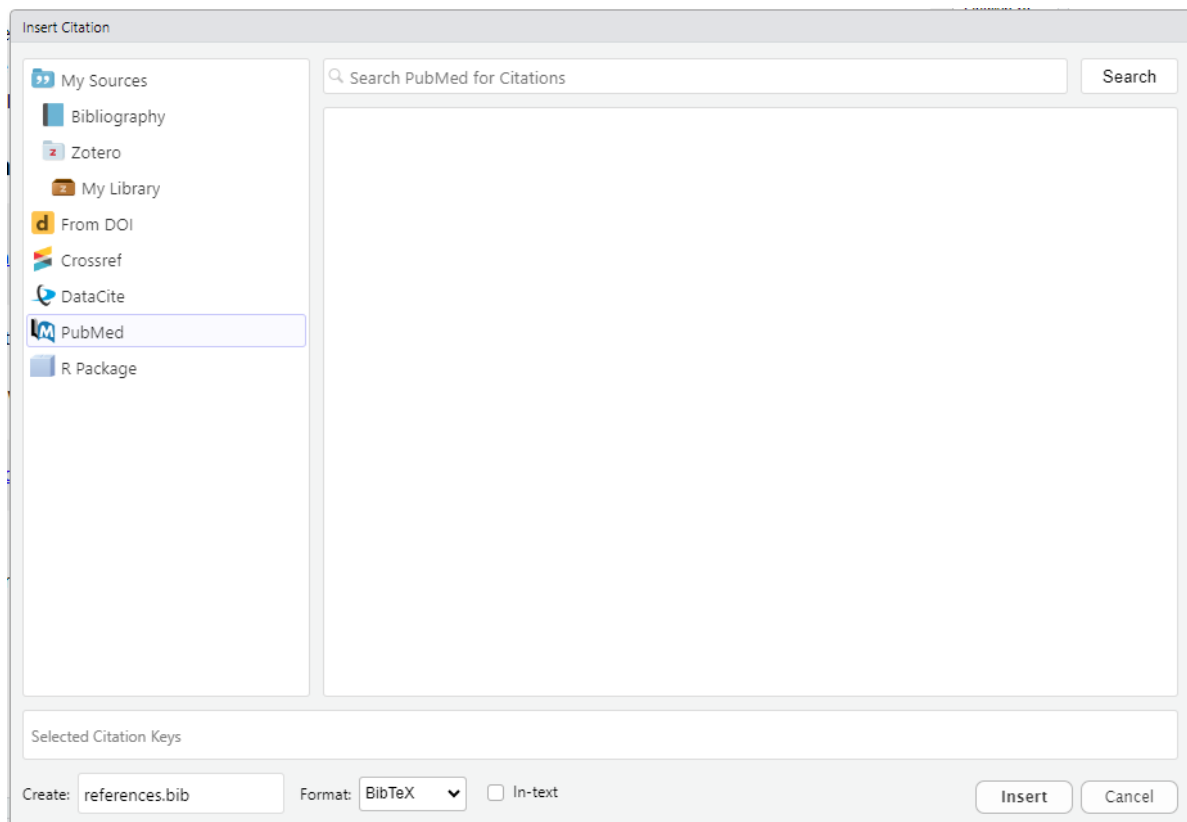 Insert Citation
My Sources
Bibliography
Zotero
My Library
From DOI
Crossref
DataCite
PubMed
R Package
Search PubMed for Citations
Search
Selected Citation Keys
Create: references.bib Format: BibTeX In-text
Insert Cancel